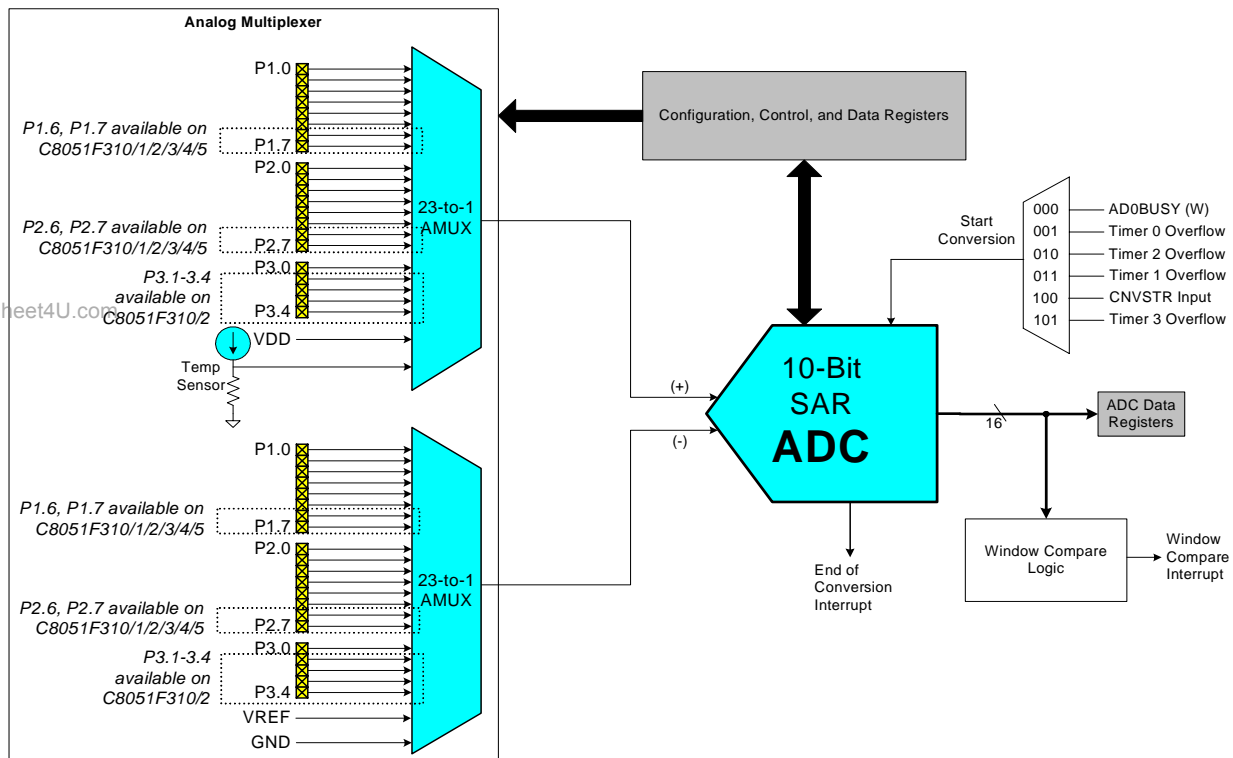 Analog Multiplexer
P1.0
P1.6, P1.7 available on
C8051F310/1/2/3/4/5
P1.7
P2.0
P2.6, P2.7 available on
C8051F310/1/2/3/4/5
P2.7
P3.0
P3.1-3.4
available on
C8051F310/2
P3.4
heet4U.com
VDD
Temp
Sensor
23-to-1
AMUX
P1.0
P1.6, P1.7 available on
C8051F310/1/2/3/4/5
P1.7
P2.0
P2.6, P2.7 available on
C8051F310/1/2/3/4/5
P2.7
P3.0
P3.1-3.4
available on
C8051F310/2
P3.4
VREF
GND
23-to-1
AMUX
Configuration, Control, and Data Registers
Start
Conversion
000 AD0BUSY (W)
001 Timer 0 Overflow
010 Timer 2 Overflow
011 Timer 1 Overflow
100 CNVSTR Input
101 Timer 3 Overflow
(+)
(-)
10-Bit
SAR
ADC
16
ADC Data
Registers
End of
Conversion
Interrupt
Window Compare
Logic
Window
Compare
Interrupt